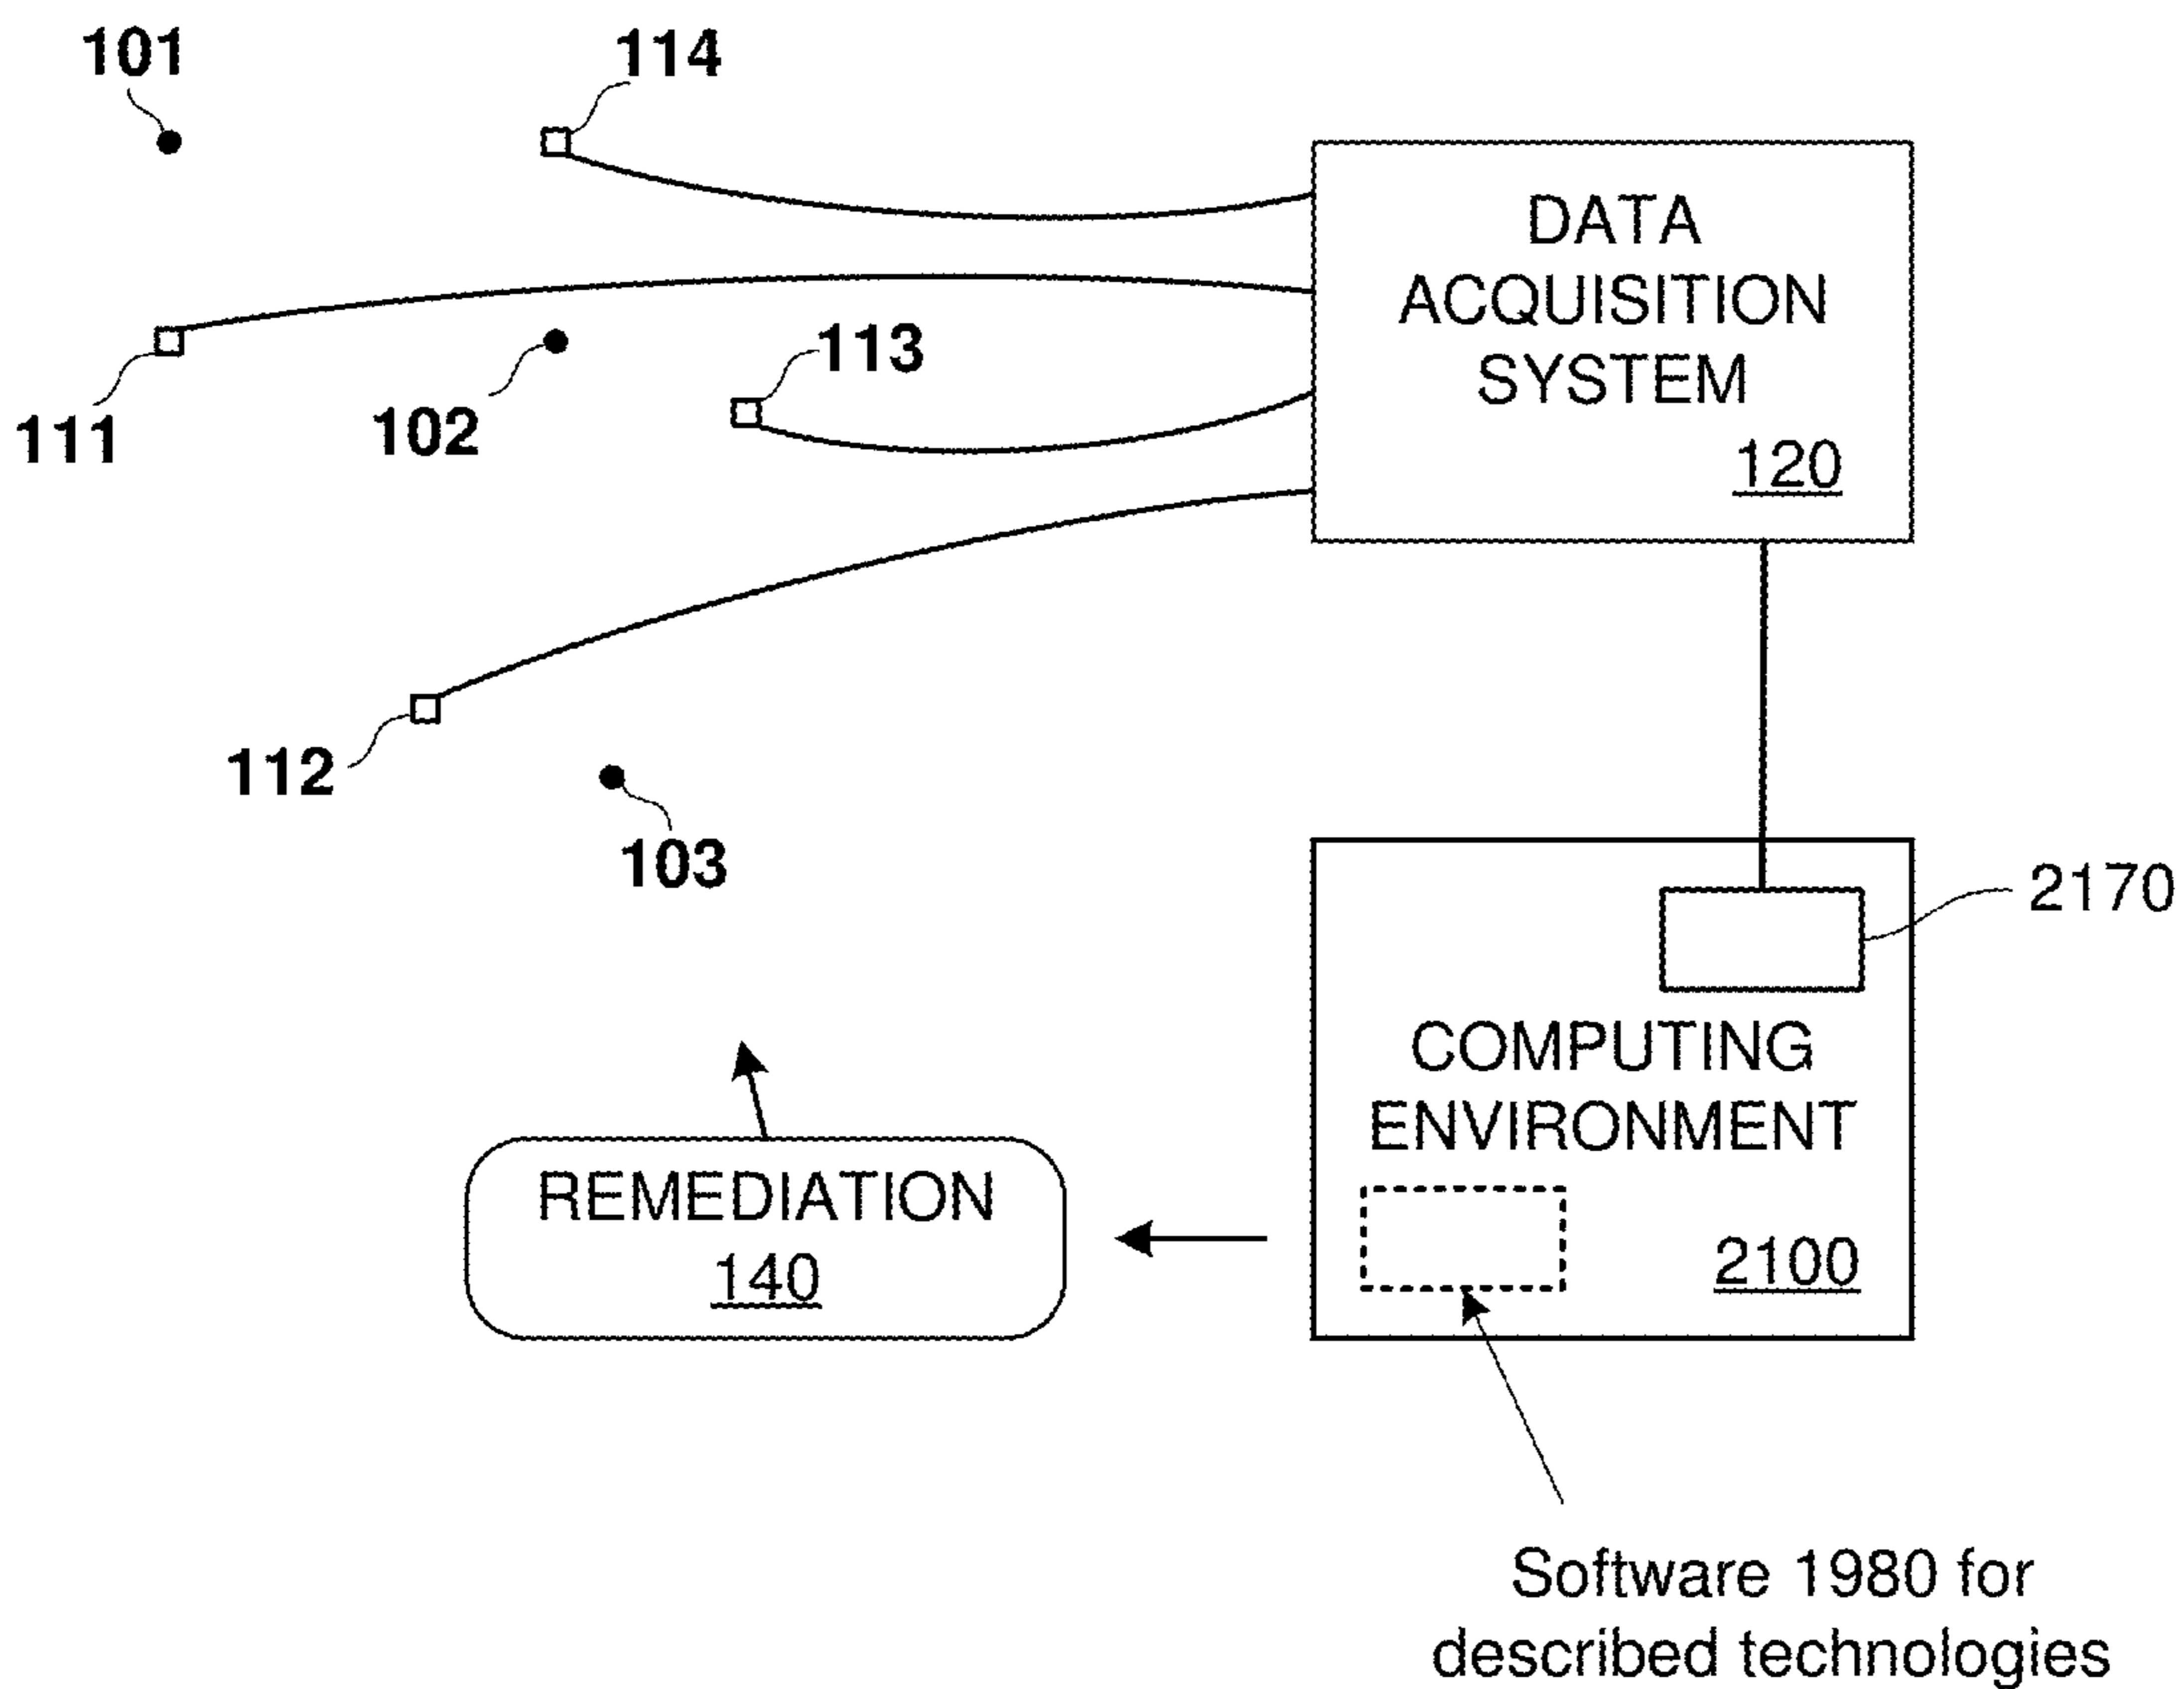 101
114
DATA
ACQUISITION
SYSTEM
120
111
102
113
112
103
2170
COMPUTING
ENVIRONMENT
2100
REMEDIATION
140
Software 1980 for
described technologies